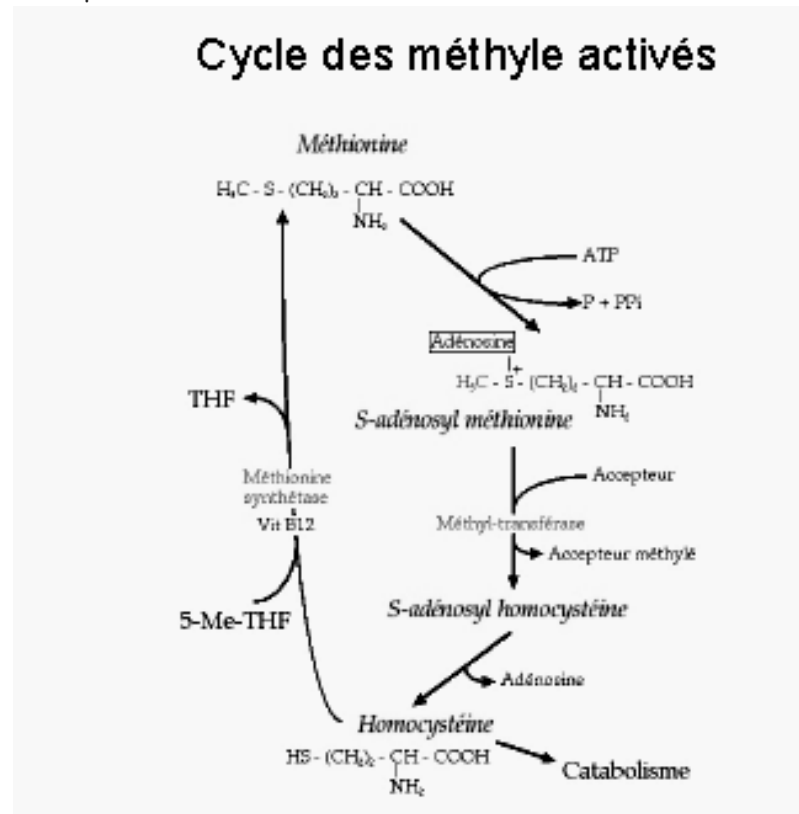 Cycle des méthyle activés
Méthionine
H₃C - S - (CH₂)₂ - CH - COOH
NH₂
ATP
P + PPi
Adénosine
+
H₃C - S - (CH₂)₂ - CH - COOH
NH₂
S-adénosyl méthionine
THF
Méthionine
synthétase
Vit B12
Accepteur
Méthyl-transférase
Accepteur méthylé
5-Me-THF
S-adénosyl homocystéine
Adénosine
Homocystéine
HS - (CH₂)₂ - CH - COOH
NH₂
Catabolisme